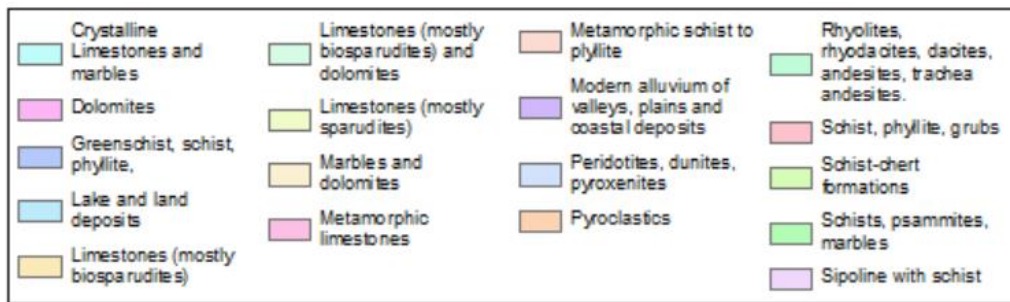 Crystalline
Limestones and
marbles
Dolomites
Greenschist, schist,
phyllite,
Lake and land
deposits
Limestones (mostly
biosparudites)
Limestones (mostly
biosparudites) and
dolomites
Limestones (mostly
sparudites)
Marbles and
dolomites
Metamorphic
limestones
Metamorphic schist to
plyllite
Modern alluvium of
valleys, plains and
coastal deposits
Peridotites, dunites,
pyroxenites
Pyroclastics
Rhyolites,
rhyodacites, dacites,
andesites, trachea
andesites.
Schist, phyllite, grubs
Schist-chert
formations
Schists, psammites,
marbles
Sipoline with schist